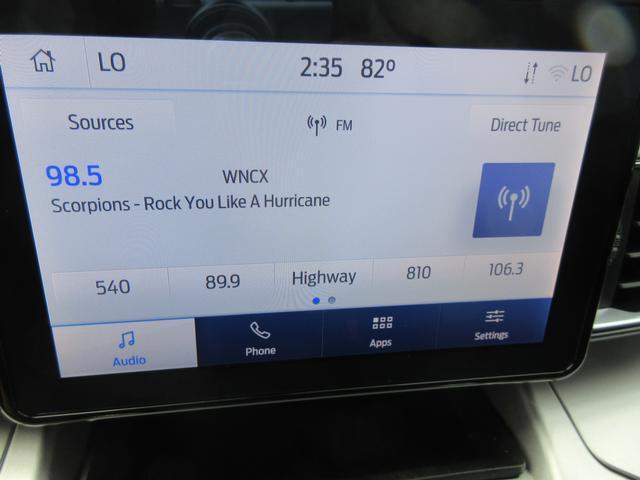 LO 2:35 82° LO
Sources FM Direct Tune
98.5 WNCX
Scorpions - Rock You Like A Hurricane
540 89.9 Highway 810 106.3
Audio Phone Apps Settings